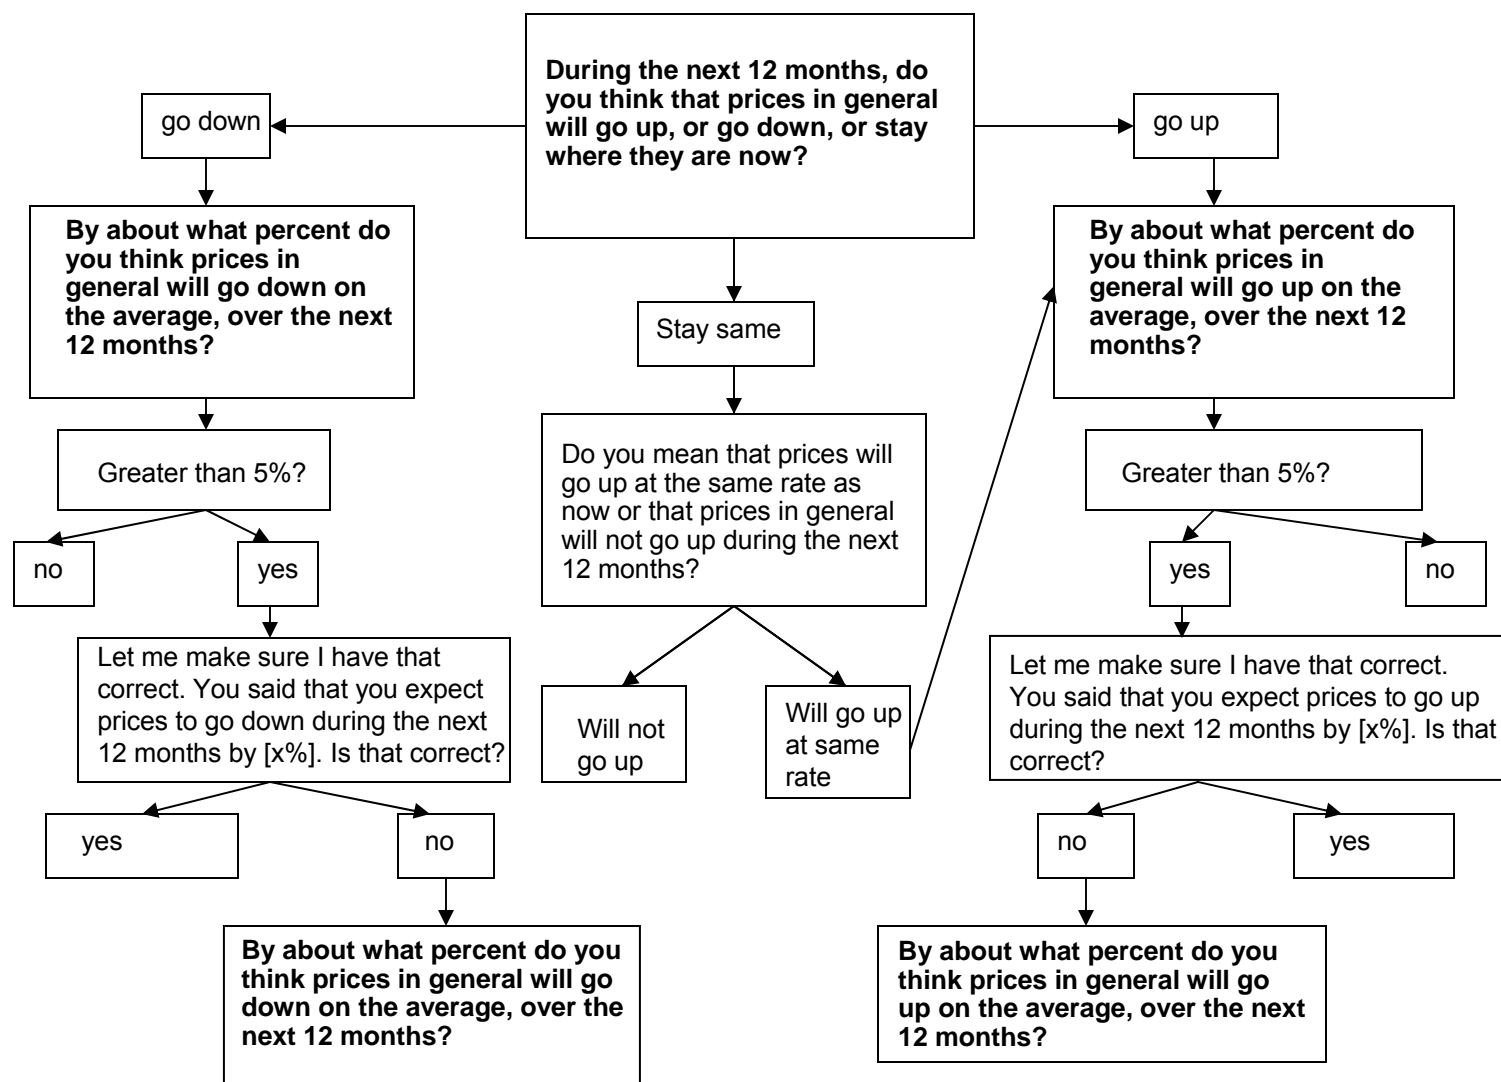 During the next 12 months, do
you think that prices in general
will go up, or go down, or stay
where they are now?
go down
go up
By about what percent do
you think prices in
general will go down on
the average, over the next
12 months?
Stay same
By about what percent do
you think prices in
general will go up on the
average, over the next 12
months?
Greater than 5%?
Do you mean that prices will
go up at the same rate as
now or that prices in general
will not go up during the next
12 months?
Greater than 5%?
no
yes
yes
no
Let me make sure I have that
correct. You said that you expect
prices to go down during the next
12 months by [x%]. Is that correct?
Will not
go up
Will go up
at same
rate
Let me make sure I have that correct.
You said that you expect prices to go up
during the next 12 months by [x%]. Is that
correct?
yes
no
no
yes
By about what percent do you
think prices in general will go
down on the average, over the
next 12 months?
By about what percent do you
think prices in general will go
up on the average, over the next
12 months?